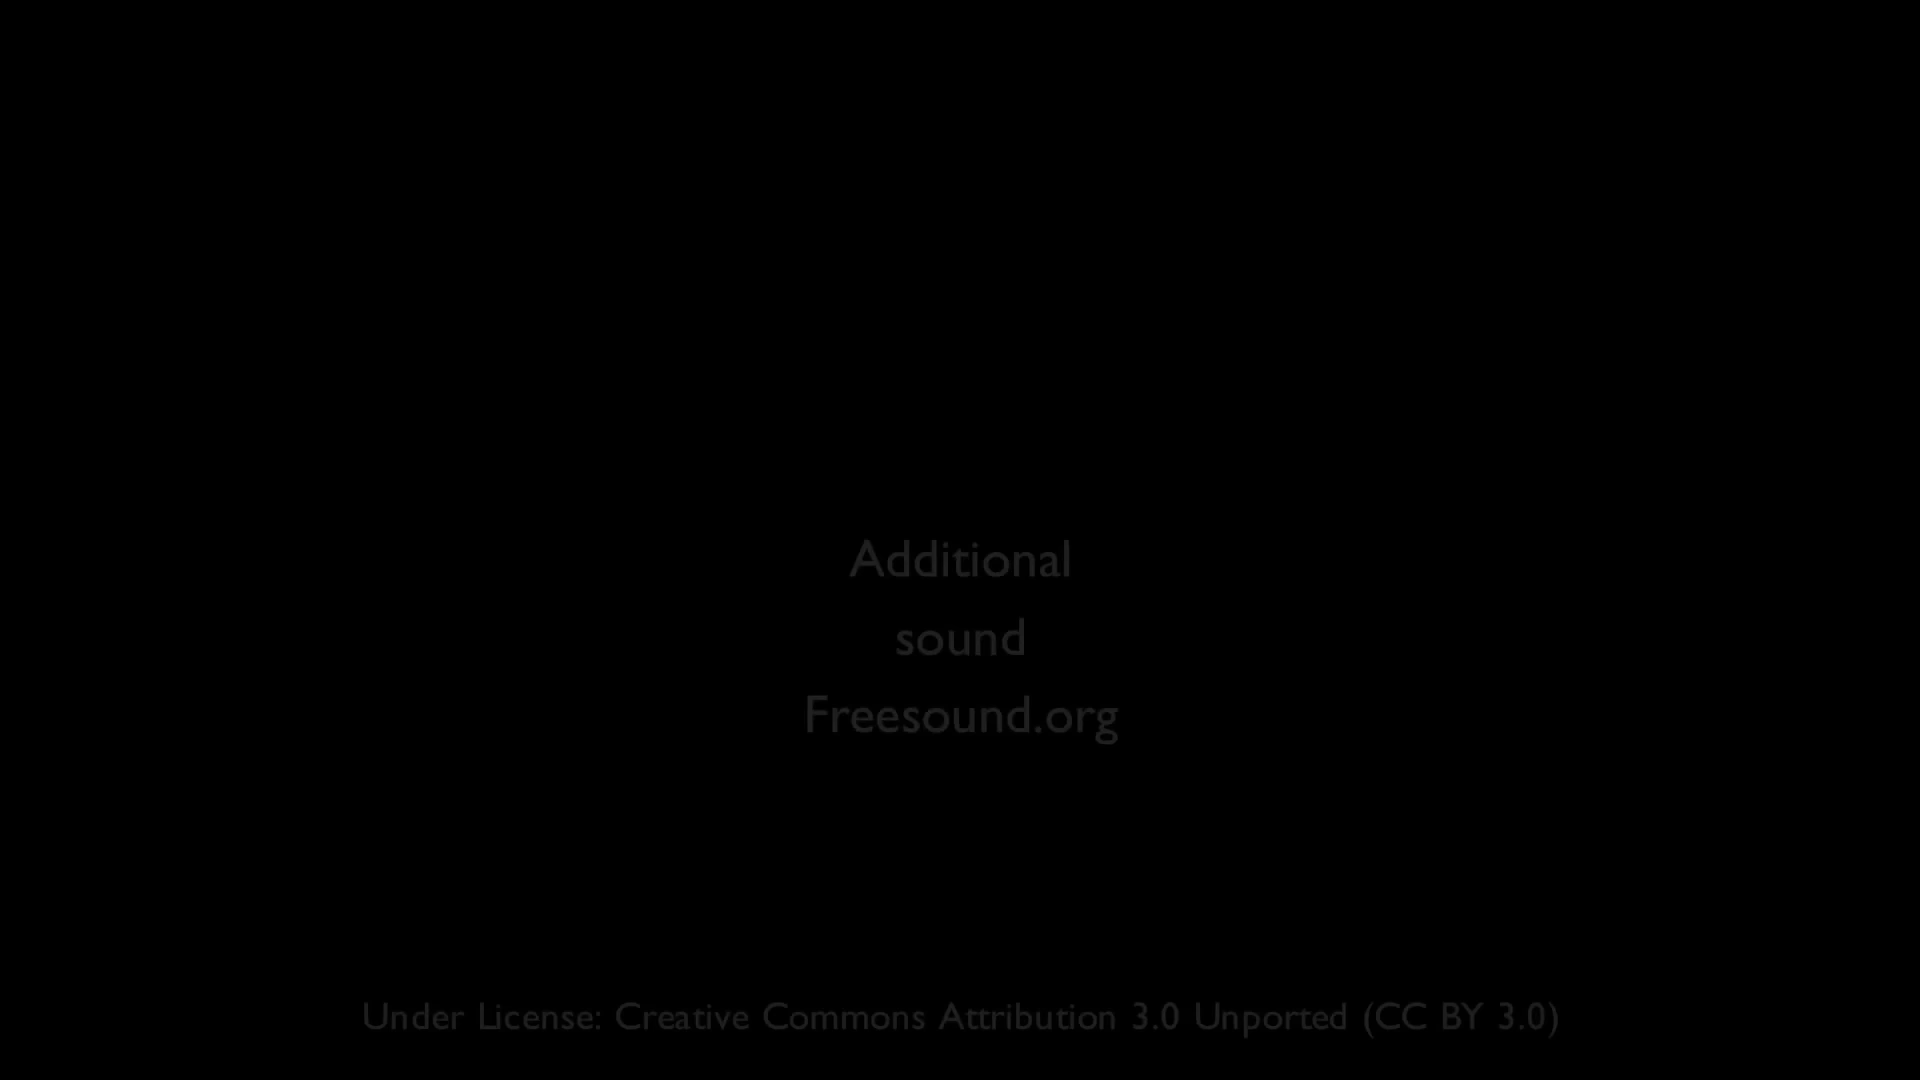 Additional
sound
Freesound.org
Under License: Creative Commons Attribution 3.0 Unported (CC BY 3.0)